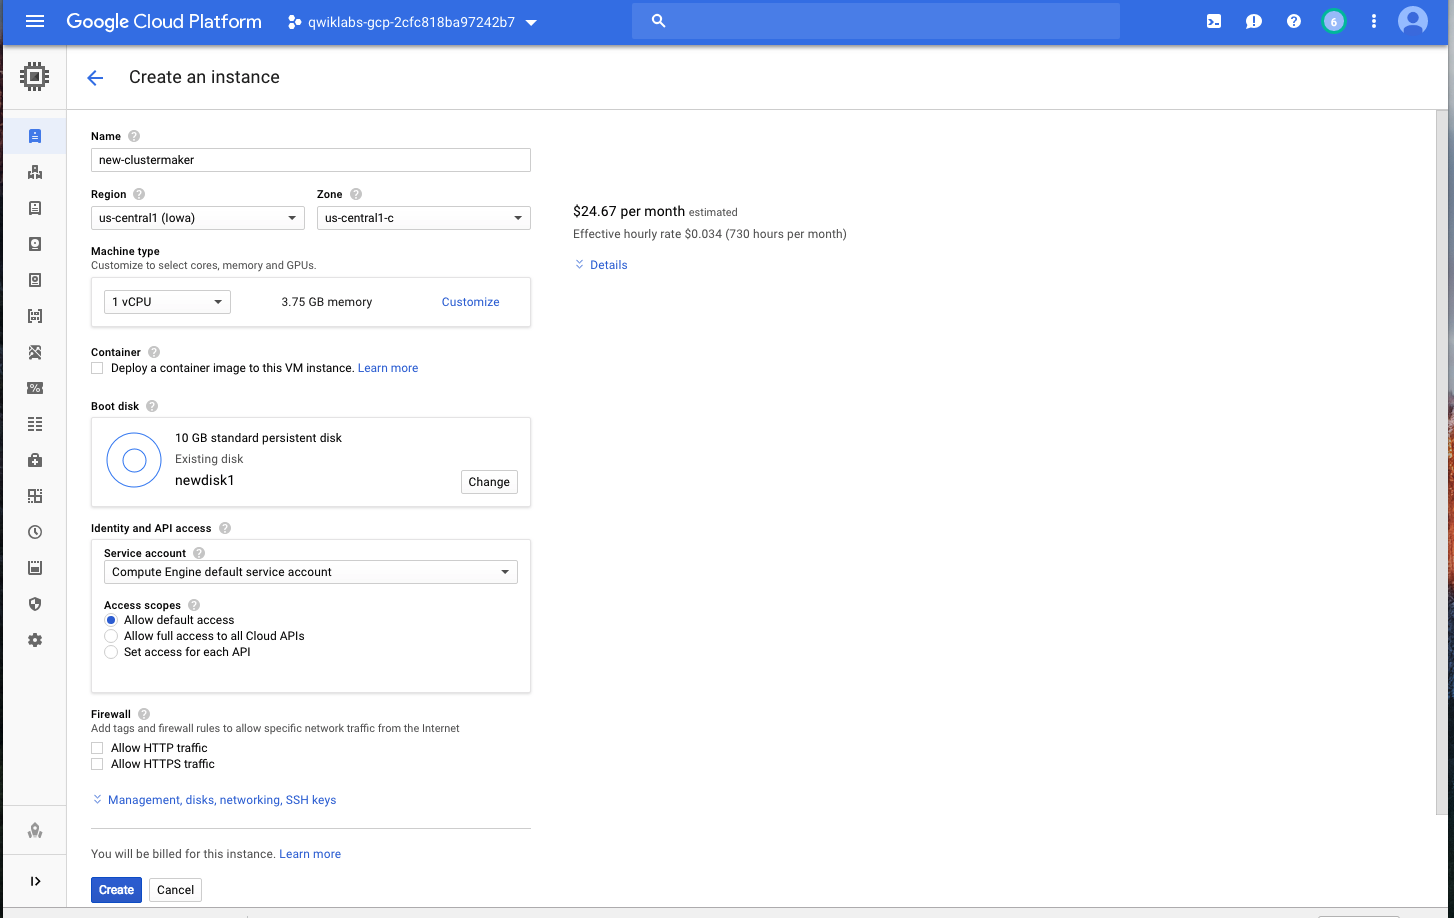 Google Cloud Platform
qwiklabs-gcp-2cfc818ba97242b7
6
Create an instance
Name
new-clustermaker
Region
Zone
us-central1 (Iowa)
us-central1-c
$24.67 per month estimated
Effective hourly rate $0.034 (730 hours per month)
Details
Machine type
Customize to select cores, memory and GPUs.
1 vCPU
3.75 GB memory
Customize
Container
Deploy a container image to this VM instance. Learn more
Boot disk
10 GB standard persistent disk
Existing disk
newdisk1
Change
Identity and API access
Service account
Compute Engine default service account
Access scopes
Allow default access
Allow full access to all Cloud APIs
Set access for each API
Firewall
Add tags and firewall rules to allow specific network traffic from the Internet
Allow HTTP traffic
Allow HTTPS traffic
Management, disks, networking, SSH keys
You will be billed for this instance. Learn more
Create
Cancel